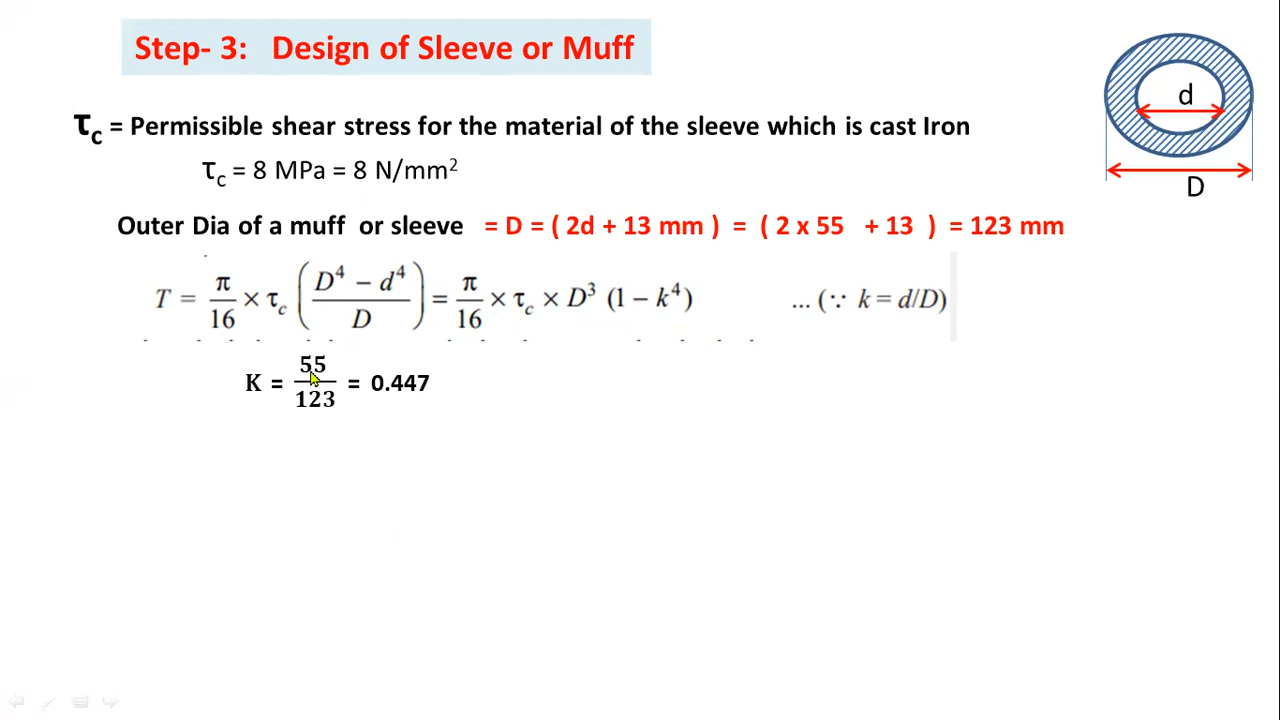 Step- 3: Design of Sleeve or Muff
d
D
τc = Permissible shear stress for the material of the sleeve which is cast Iron
τc = 8 MPa = 8 N/mm²
Outer Dia of a muff or sleeve = D = ( 2d + 13 mm ) = ( 2 x 55 + 13 ) = 123 mm
T = π/16 × τc ( (D⁴ − d⁴)/D ) = π/16 × τc × D³ (1 − k⁴) ... (∵ k = d/D)
K = 55/123 = 0.447